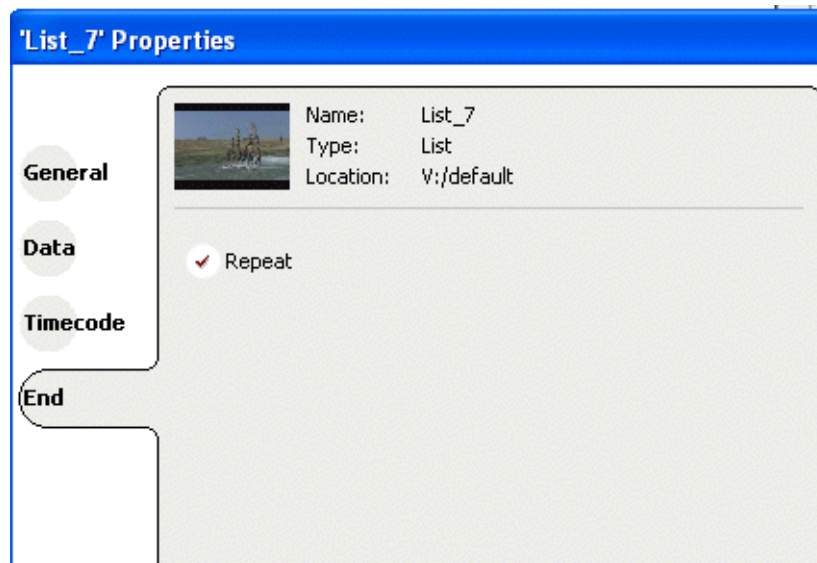 'List_7' Properties
General
Data
Timecode
End
Name: List_7
Type: List
Location: V:/default
Repeat